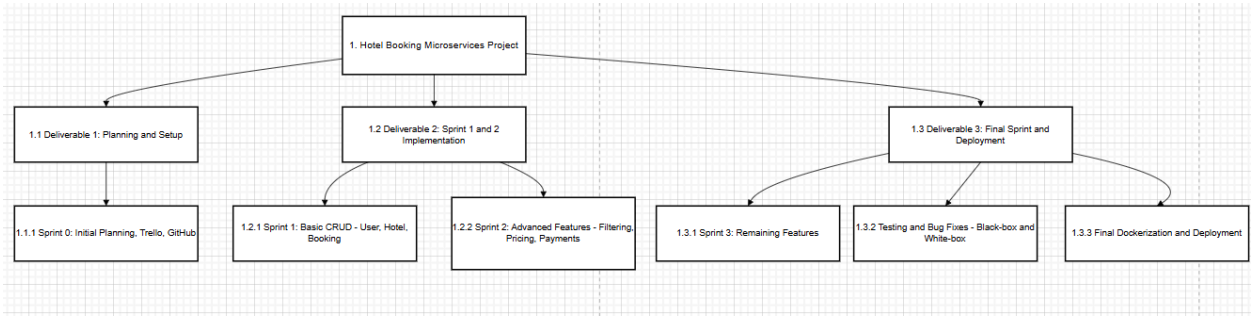 1. Hotel Booking Microservices Project
1.1 Deliverable 1: Planning and Setup
1.2 Deliverable 2: Sprint 1 and 2
Implementation
1.3 Deliverable 3: Final Sprint and
Deployment
1.1.1 Sprint 0: Initial Planning, Trello, GitHub
1.2.1 Sprint 1: Basic CRUD - User, Hotel,
Booking
1.2.2 Sprint 2: Advanced Features - Filtering,
Pricing, Payments
1.3.1 Sprint 3: Remaining Features
1.3.2 Testing and Bug Fixes - Black-box and
White-box
1.3.3 Final Dockerization and Deployment